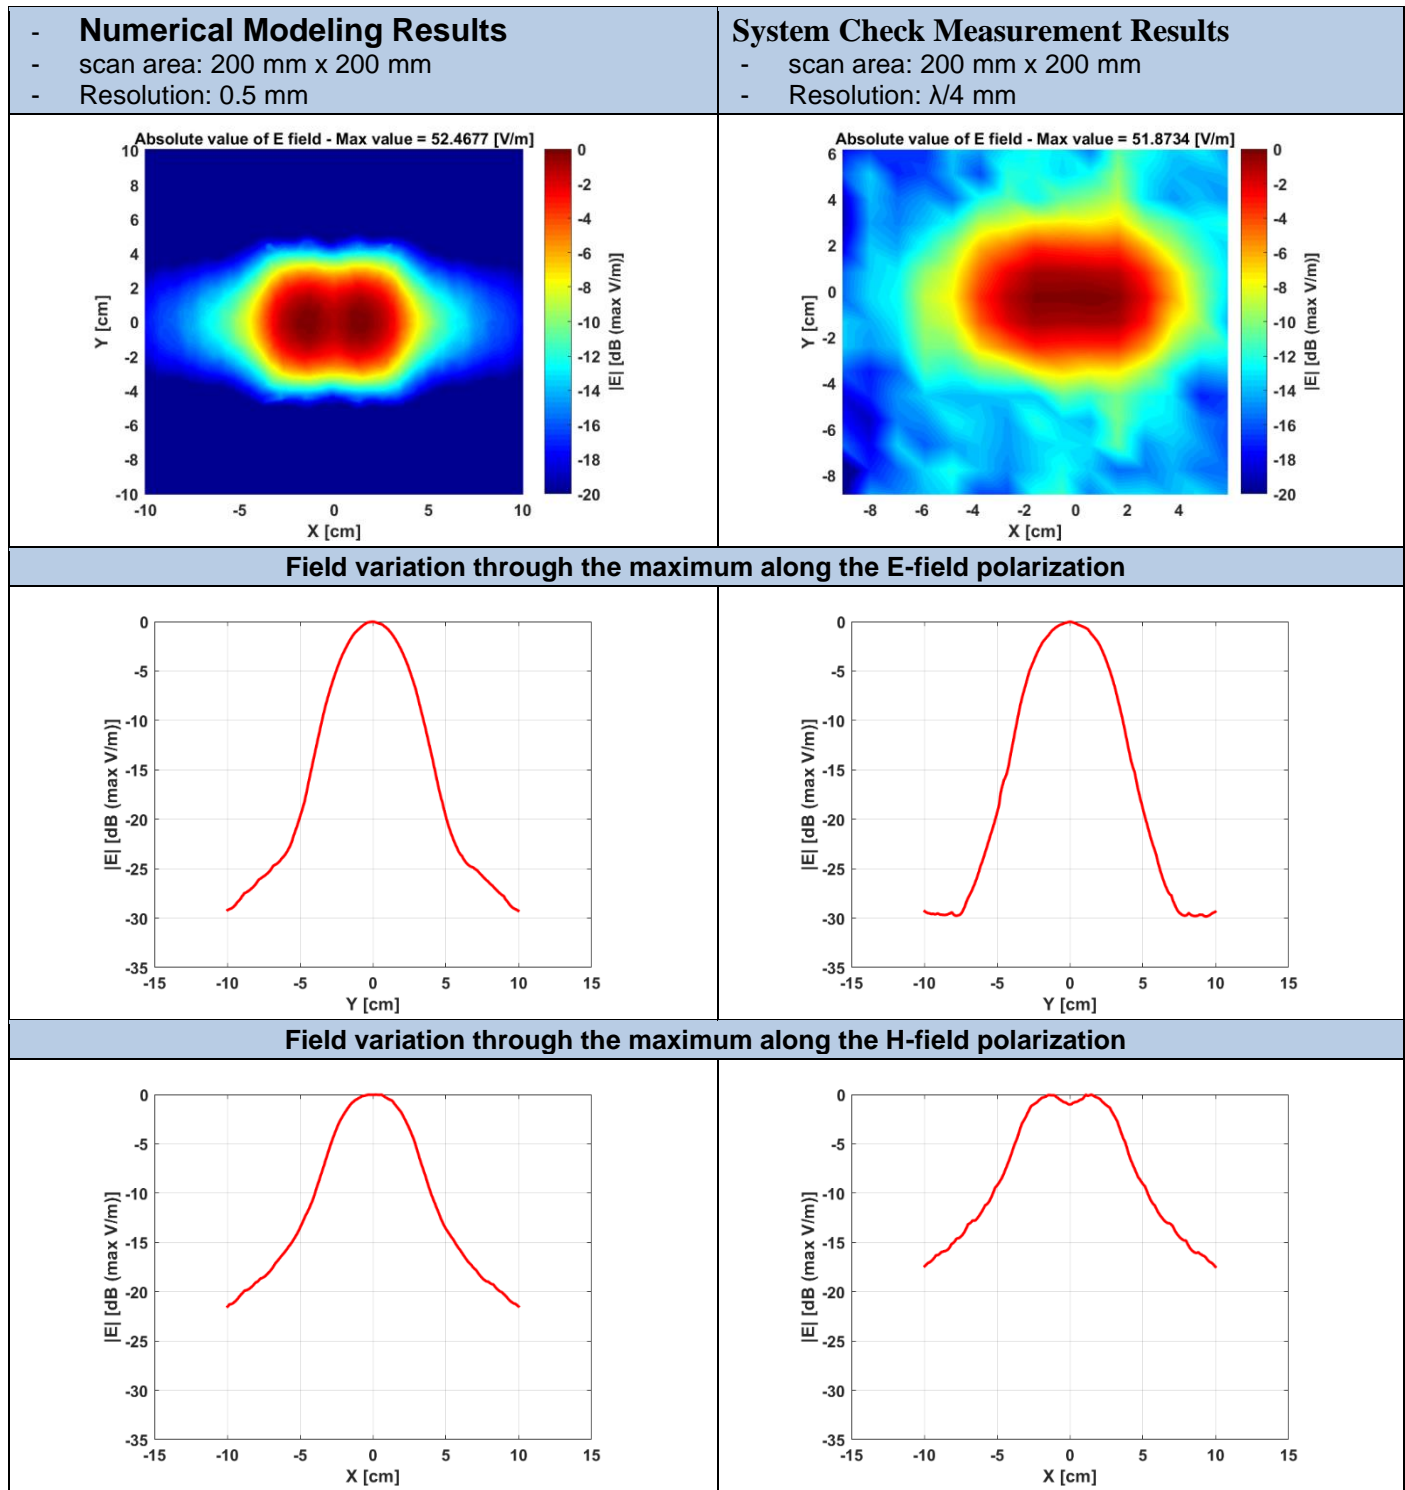 - Numerical Modeling Results
- scan area: 200 mm x 200 mm
- Resolution: 0.5 mm
System Check Measurement Results
- scan area: 200 mm x 200 mm
- Resolution: λ/4 mm
Absolute value of E field - Max value = 52.4677 [V/m]
10
8
6
4
2
0
-2
-4
-6
-8
-10
Y [cm]
-10 -5 0 5 10
X [cm]
0
-2
-4
-6
-8
-10
-12
-14
-16
-18
-20
|E| [dB (max V/m)]
Absolute value of E field - Max value = 51.8734 [V/m]
6
4
2
0
-2
-4
-6
-8
Y [cm]
-8 -6 -4 -2 0 2 4
X [cm]
0
-2
-4
-6
-8
-10
-12
-14
-16
-18
-20
|E| [dB (max V/m)]
Field variation through the maximum along the E-field polarization
0
-5
-10
-15
-20
-25
-30
-35
|E| [dB (max V/m)]
-15 -10 -5 0 5 10 15
Y [cm]
0
-5
-10
-15
-20
-25
-30
-35
|E| [dB (max V/m)]
-15 -10 -5 0 5 10 15
Y [cm]
Field variation through the maximum along the H-field polarization
0
-5
-10
-15
-20
-25
-30
-35
|E| [dB (max V/m)]
-15 -10 -5 0 5 10 15
X [cm]
0
-5
-10
-15
-20
-25
-30
-35
|E| [dB (max V/m)]
-15 -10 -5 0 5 10 15
X [cm]